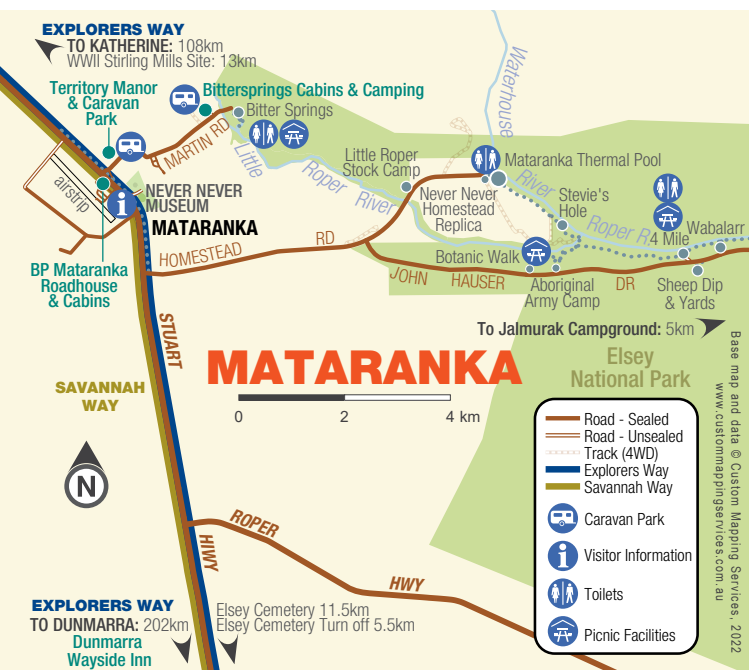 EXPLORERS WAY
TO KATHERINE: 108km
WWII Stirling Mills Site: 13km
Territory Manor
& Caravan
Park
Bittersprings Cabins & Camping
Bitter Springs
MARTIN RD
Little
Roper
River
Waterhouse
River
Little Roper
Stock Camp
Mataranka Thermal Pool
Never Never
Homestead
Replica
Stevie's
Hole
Roper R.
4 Mile
Wabalarr
airstrip
NEVER NEVER
MUSEUM
MATARANKA
HOMESTEAD
RD
Botanic Walk
JOHN
HAUSER
DR
Aboriginal
Army Camp
Sheep Dip
& Yards
BP Mataranka
Roadhouse
& Cabins
To Jalmurak Campground: 5km
STUART
HIWY
MATARANKA
0
2
4 km
Elsey
National Park
SAVANNAH
WAY
N
ROPER
HWY
Road - Sealed
Road - Unsealed
Track (4WD)
Explorers Way
Savannah Way
Caravan Park
i
Visitor Information
Toilets
Picnic Facilities
EXPLORERS WAY
TO DUNMARRA: 202km
Dunmarra
Wayside Inn
Elsey Cemetery 11.5km
Elsey Cemetery Turn off 5.5km
Base map and data © Custom Mapping Services, 2022
www.custommappingservices.com.au